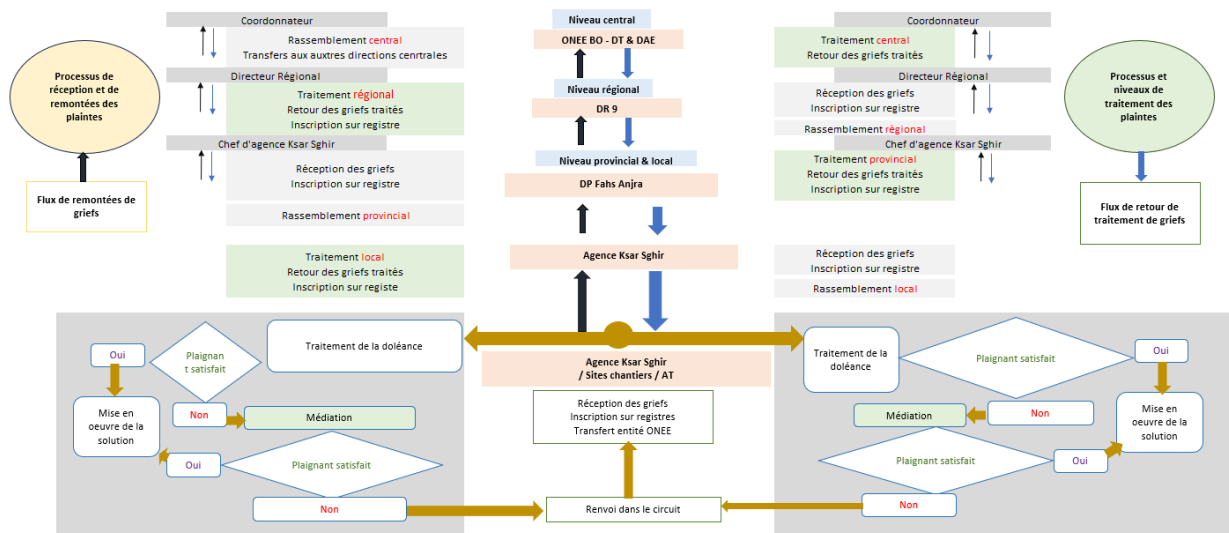 Coordonnateur
Rassemblement central
Transfers aux auxtres directions cenctrales
Directeur Régional
Traitement régional
Retour des griefs traités
Inscription sur registre
Chef d'agence Ksar Sghir
Réception des griefs
Inscription sur registre
Rassemblement provincial
Traitement local
Retour des griefs traités
Inscription sur registe
Processus de
réception et de
remontées des
plaintes
Flux de remontées de
griefs
Niveau central
ONEE BO - DT & DAE
Niveau régional
DR 9
Niveau provincial & local
DP Fahs Anjra
Agence Ksar Sghir
Coordonnateur
Traitement central
Retour des griefs traités
Directeur Régional
Réception des griefs
Inscription sur registre
Rassemblement règional
Chef d'agence Ksar Sghir
Traitement provincial
Retour des griefs traités
Inscription sur registre
Réception des griefs
Inscription sur registre
Rassemblement local
Processus et
niveaux de
traitement des
plaintes
Flux de retour de
traitement de griefs
Oui
Plaignan
t satisfait
Traitement de la doléance
Mise en
oeuvre de la
solution
Non
Médiation
Oui
Plaignant satisfait
Non
Agence Ksar Sghir
/ Sites chantiers / AT
Réception des griefs
Inscription sur registres
Transfert entité ONEE
Renvoi dans le circuit
Traitement de la
doléance
Plaignant satisfait
Oui
Médiation
Non
Mise en
oeuvre de la
solution
Plaignant satisfait
Oui
Non